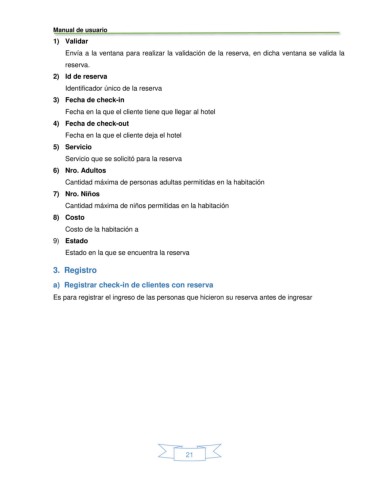 Manual de usuario
1) Validar
Envía a la ventana para realizar la validación de la reserva, en dicha ventana se valida la
reserva.
2) Id de reserva
Identificador único de la reserva
3) Fecha de check-in
Fecha en la que el cliente tiene que llegar al hotel
4) Fecha de check-out
Fecha en la que el cliente deja el hotel
5) Servicio
Servicio que se solicitó para la reserva
6) Nro. Adultos
Cantidad máxima de personas adultas permitidas en la habitación
7) Nro. Niños
Cantidad máxima de niños permitidas en la habitación
8) Costo
Costo de la habitación a
9) Estado
Estado en la que se encuentra la reserva
3. Registro
a) Registrar check-in de clientes con reserva
Es para registrar el ingreso de las personas que hicieron su reserva antes de ingresar
21